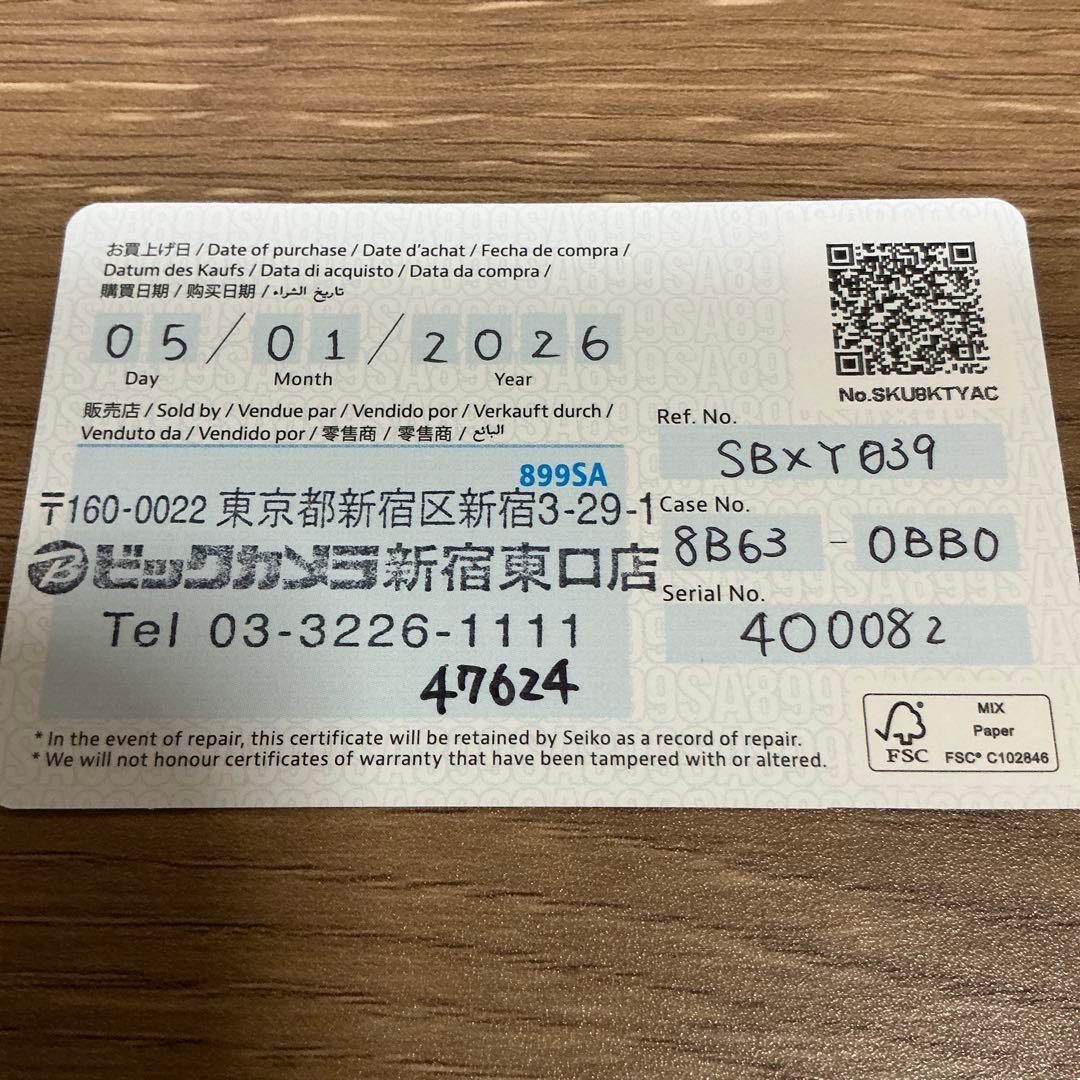 お買上げ日 / Date of purchase / Date d'achat / Fecha de compra /
Datum des Kaufs / Data di acquisto / Data da compra /
購買日期 / 购买日期 / تاريخ الشراء
05 / 01 / 2026
Day Month Year
No.SKU8KTYAC
販売店 / Sold by / Vendue par / Vendido por / Verkauft durch /
Venduto da / Vendido por / 零售商 / 零售商 / البائع
899SA
〒160-0022 東京都新宿区新宿3-29-1
B ビックカメラ 新宿東口店
Tel 03-3226-1111
47624
Ref. No.
SBXY039
Case No.
8B63 - 0BB0
Serial No.
400082
* In the event of repair, this certificate will be retained by Seiko as a record of repair.
* We will not honour certificates of warranty that have been tampered with or altered.
FSC
MIX
Paper
FSC® C102846